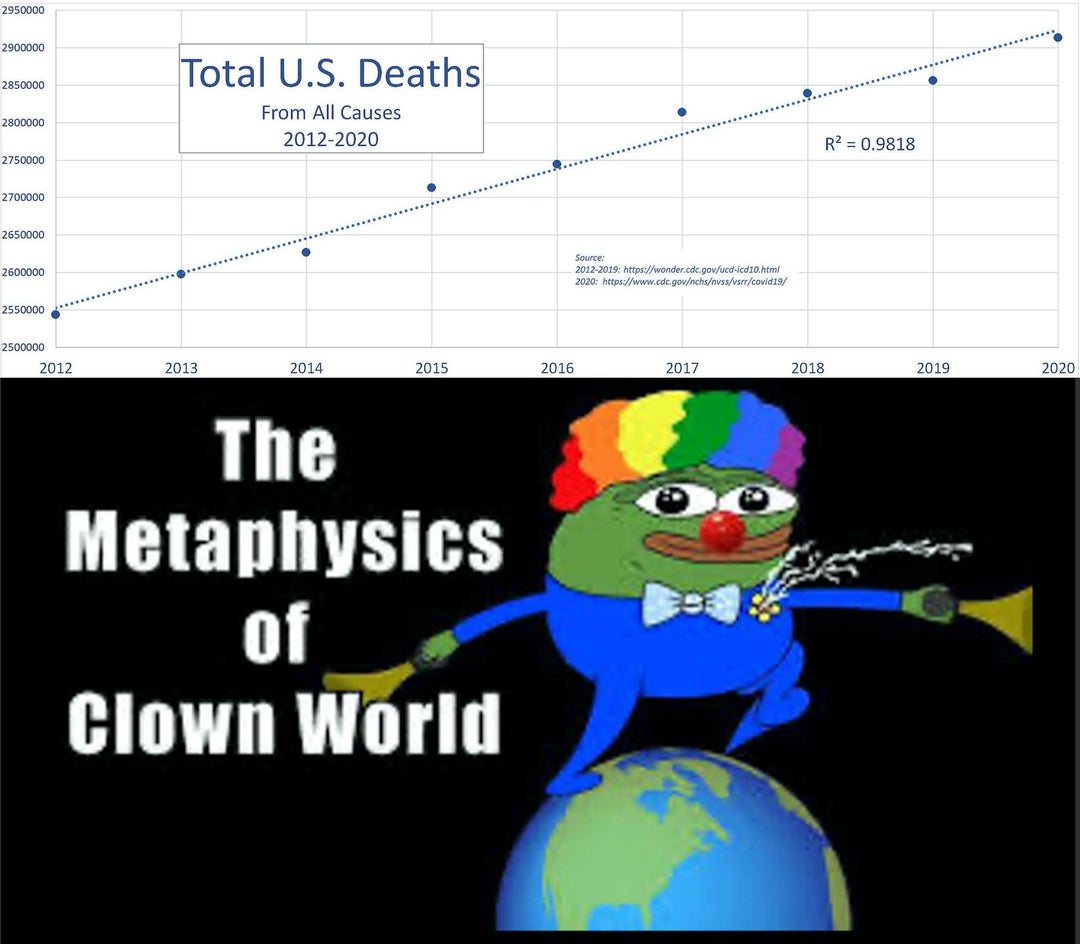 2950000
2900000
2850000
2800000
2750000
2700000
2650000
2600000
2550000
2500000
Total U.S. Deaths
From All Causes
2012-2020
R² = 0.9818
Source:
2012-2019: https://wonder.cdc.gov/ucd-icd10.html
2020: https://www.cdc.gov/nchs/nvss/vsrr/covid19/
2012 2013 2014 2015 2016 2017 2018 2019 2020
The
Metaphysics
of
Clown World